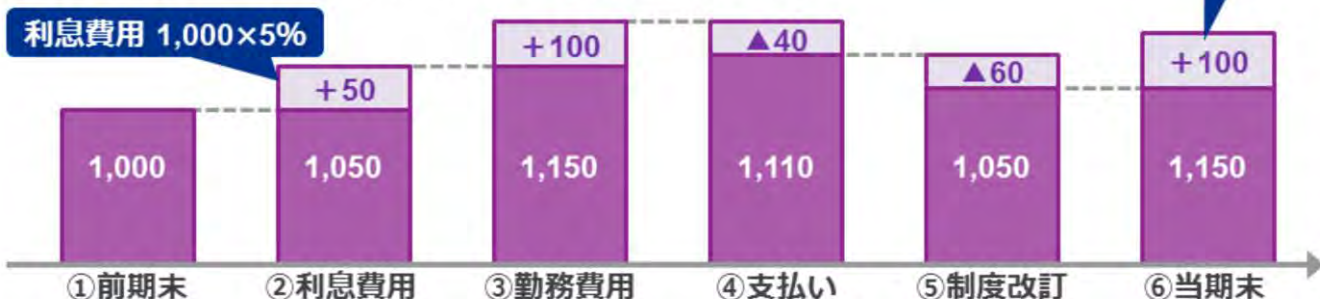 利息費用 1,000×5%
+50
+100
▲40
▲60
+100
1,000
1,050
1,150
1,110
1,050
1,150
①前期末
②利息費用
③勤務費用
④支払い
⑤制度改訂
⑥当期末